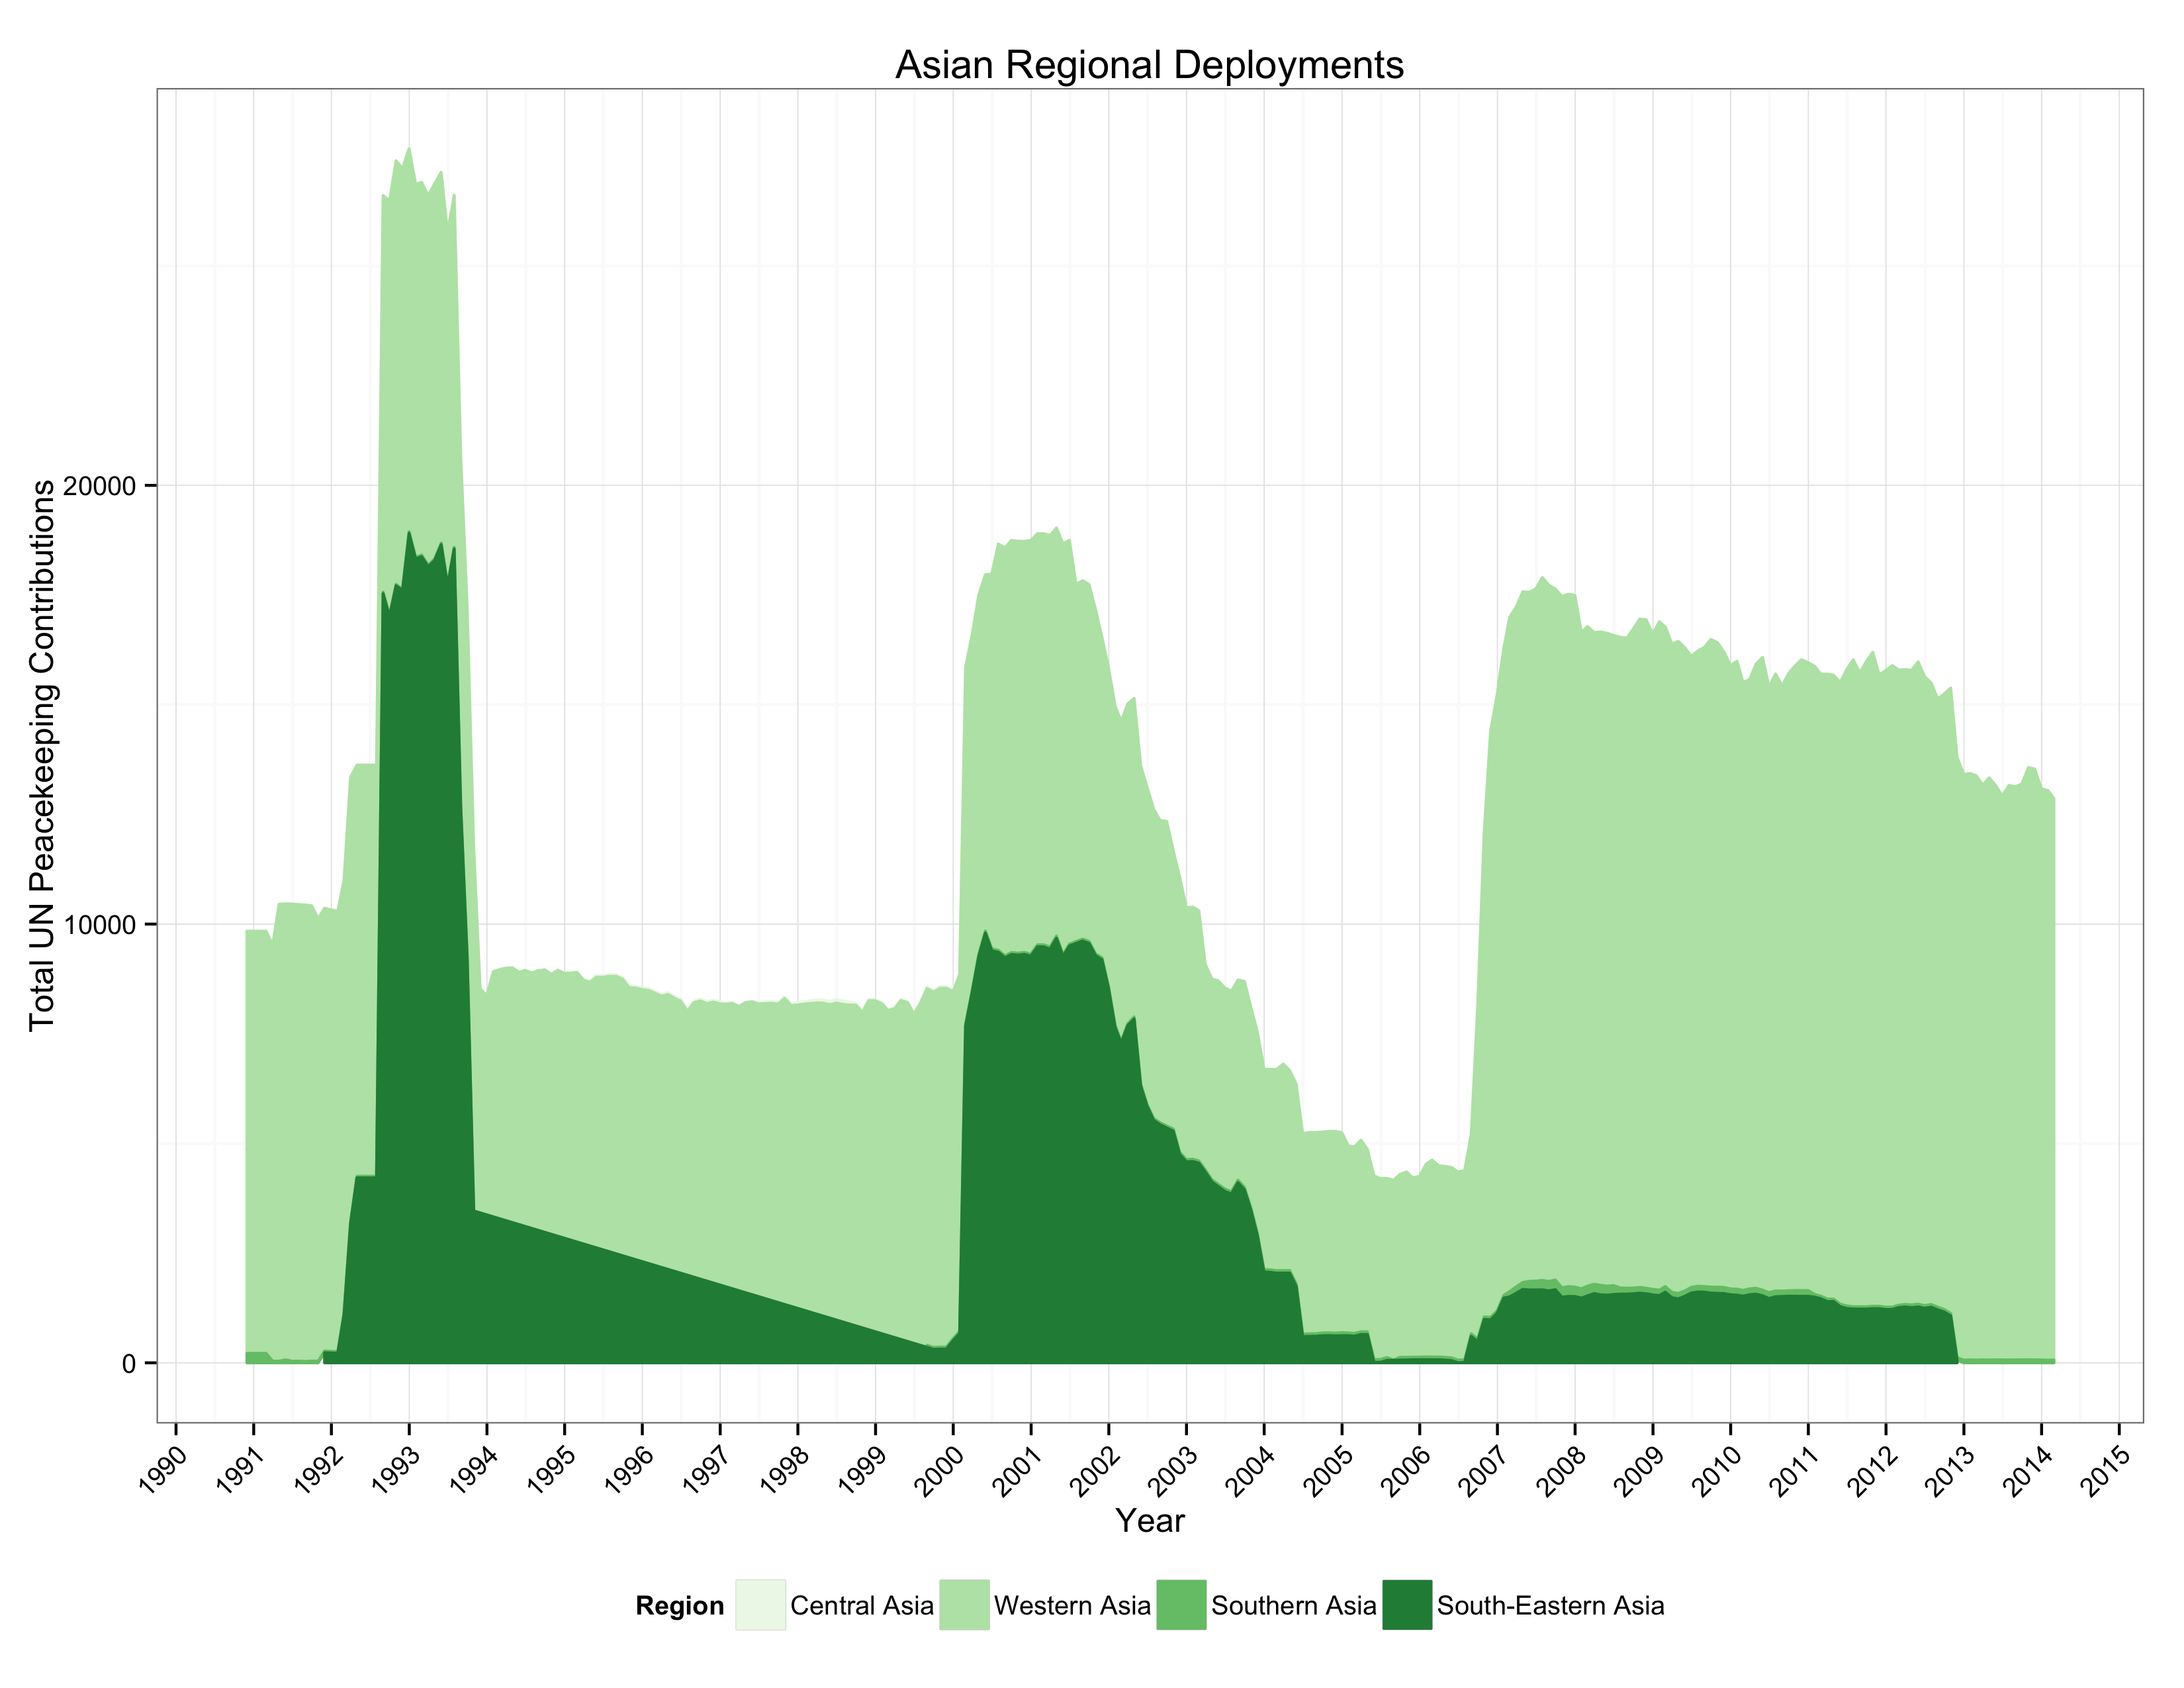 Asian Regional Deployments
Total UN Peacekeeping Contributions
20000
10000
0
1990 1991 1992 1993 1994 1995 1996 1997 1998 1999 2000 2001 2002 2003 2004 2005 2006 2007 2008 2009 2010 2011 2012 2013 2014 2015
Year
Region Central Asia Western Asia Southern Asia South-Eastern Asia